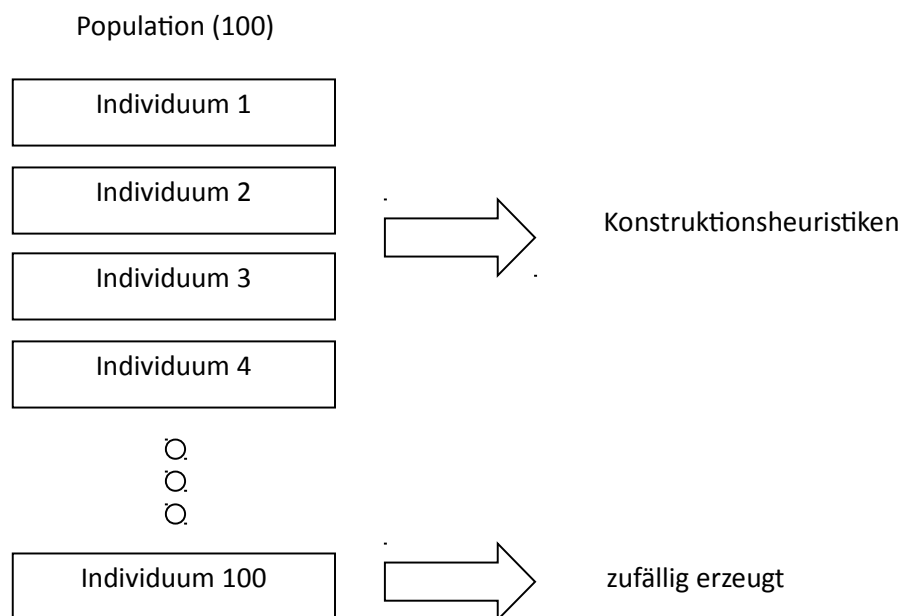 Population (100)
Individuum 1
Individuum 2
Konstruktionsheuristiken
Individuum 3
Individuum 4
Individuum 100
zufällig erzeugt